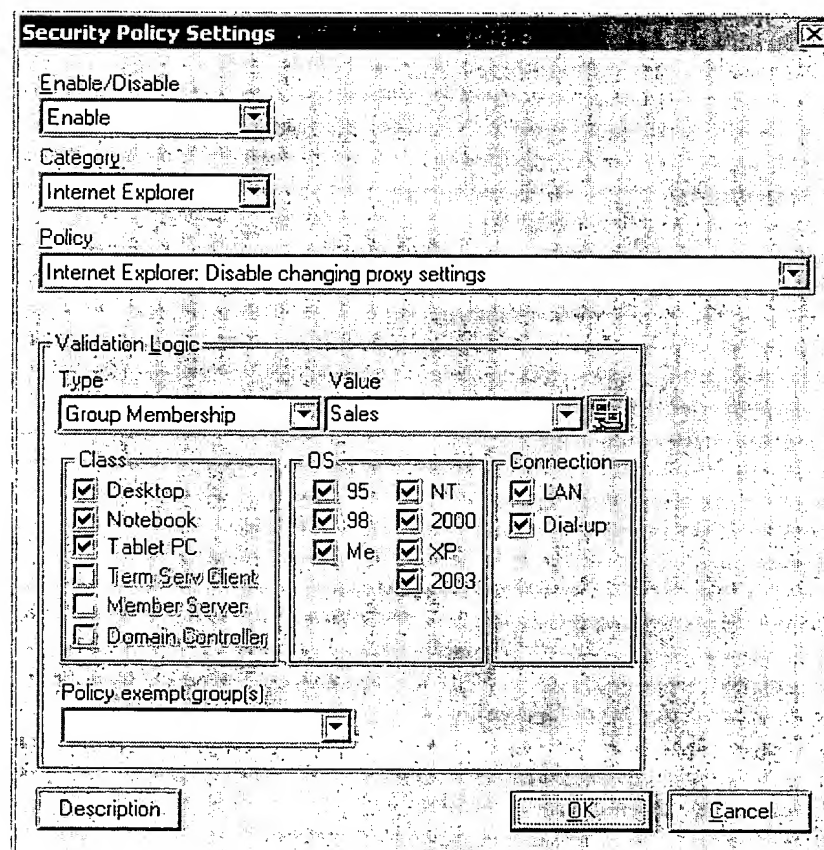 Security Policy Settings
Enable/Disable
Enable
Category
Internet Explorer
Policy
Internet Explorer: Disable changing proxy settings
Validation Logic
Type
Value
Group Membership
Sales
Class
Desktop
Notebook
Tablet PC
Term Serv Client
Member Server
Domain Controller
OS
95 NT
98 2000
Me XP
2003
Connection
LAN
Dial-up
Policy exempt group(s)
Description
OK
Cancel